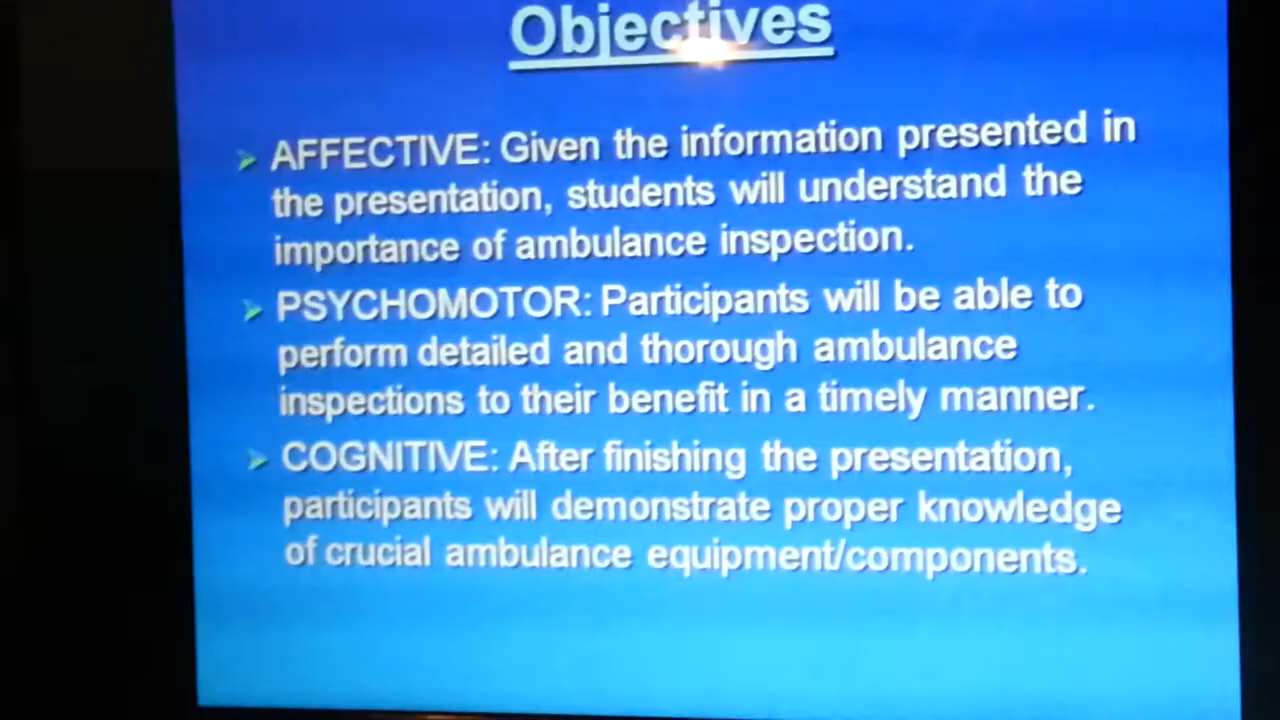 Objectives
AFFECTIVE: Given the information presented in
the presentation, students will understand the
importance of ambulance inspection.
PSYCHOMOTOR: Participants will be able to
perform detailed and thorough ambulance
inspections to their benefit in a timely manner.
COGNITIVE: After finishing the presentation,
participants will demonstrate proper knowledge
of crucial ambulance equipment/components.